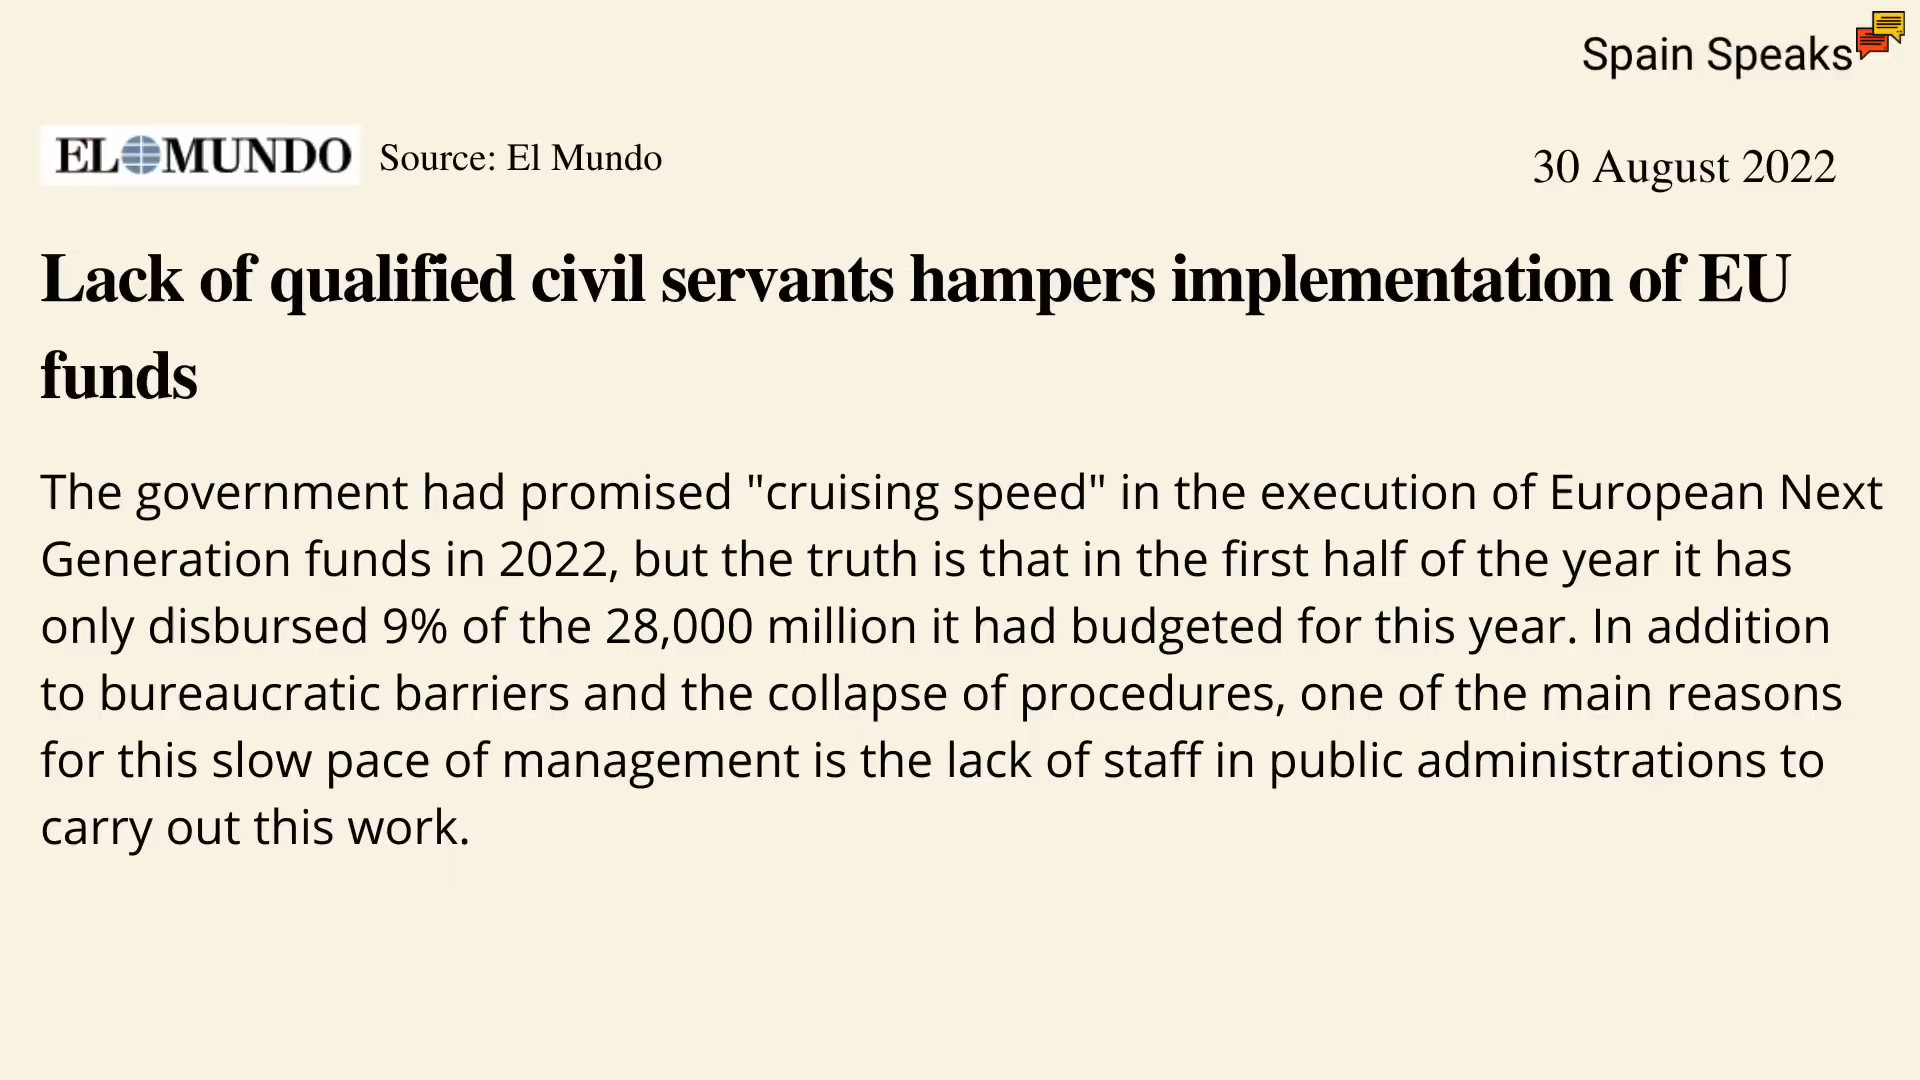 Spain Speaks
EL MUNDO
Source: El Mundo
30 August 2022
Lack of qualified civil servants hampers implementation of EU
funds
The government had promised "cruising speed" in the execution of European Next
Generation funds in 2022, but the truth is that in the first half of the year it has
only disbursed 9% of the 28,000 million it had budgeted for this year. In addition
to bureaucratic barriers and the collapse of procedures, one of the main reasons
for this slow pace of management is the lack of staff in public administrations to
carry out this work.